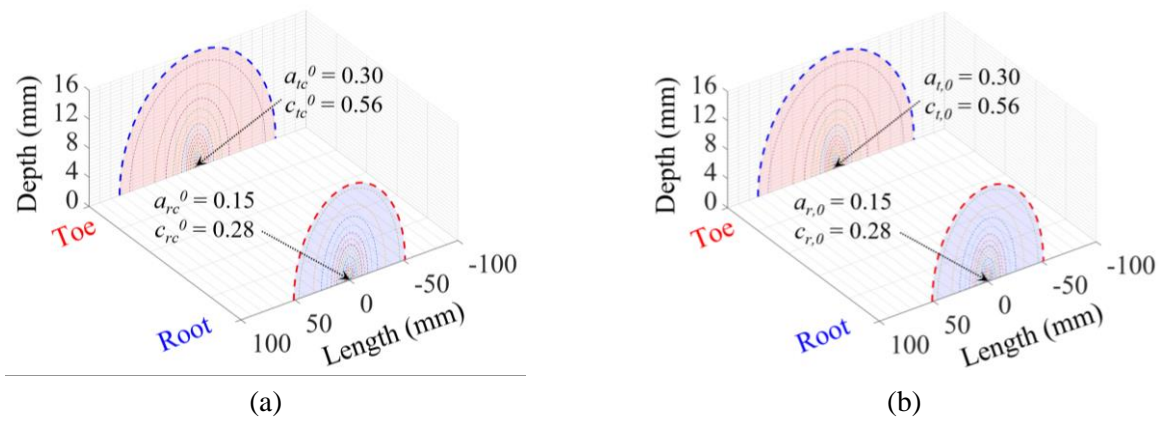 16
12
8
4
0
Depth (mm)
Toe
Root
a_tc^0 = 0.30
c_tc^0 = 0.56
a_rc^0 = 0.15
c_rc^0 = 0.28
100
50
0
-50
-100
Length (mm)
(a)
16
12
8
4
0
Depth (mm)
Toe
Root
a_t,0 = 0.30
c_t,0 = 0.56
a_r,0 = 0.15
c_r,0 = 0.28
100
50
0
-50
-100
Length (mm)
(b)